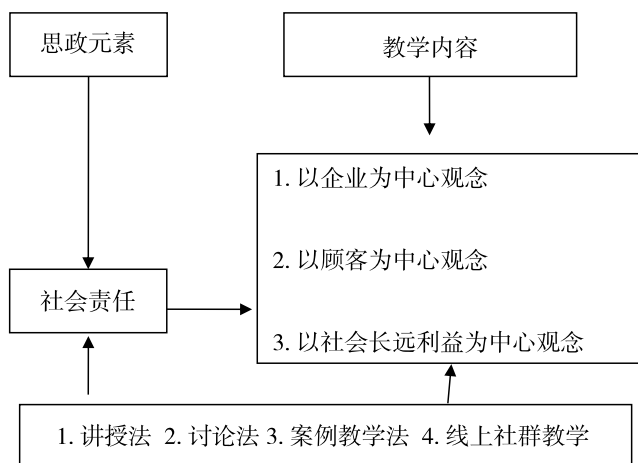 思政元素
教学内容
1. 以企业为中心观念
2. 以顾客为中心观念
社会责任
3. 以社会长远利益为中心观念
1. 讲授法 2. 讨论法 3. 案例教学法 4. 线上社群教学